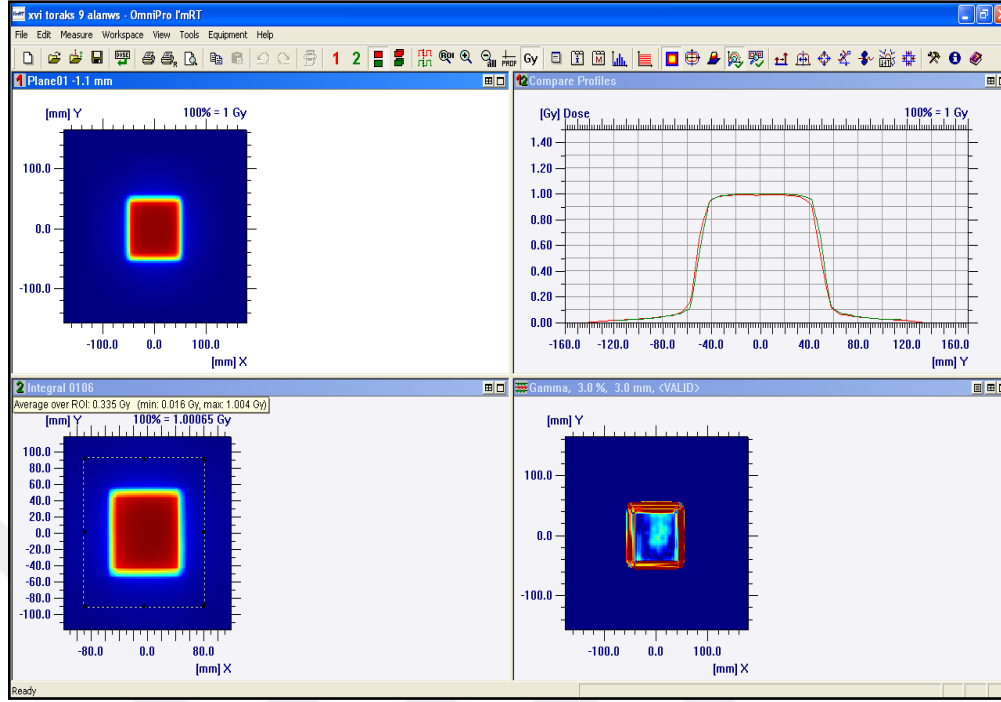 xvi toraks 9 alanws - OmniPro I'mRT
File Edit Measure Workspace View Tools Equipment Help
1 2 ROI All PROF Gy
1 Plane01 -1.1 mm
[mm] Y 100% = 1 Gy
100.0
0.0
-100.0
-100.0 0.0 100.0
[mm] X
12 Compare Profiles
[Gy] Dose 100% = 1 Gy
1.40
1.20
1.00
0.80
0.60
0.40
0.20
0.00
-160.0 -120.0 -80.0 -40.0 0.0 40.0 80.0 120.0 160.0
[mm] Y
2 Integral 0106
Average over ROI: 0.335 Gy (min: 0.016 Gy, max: 1.004 Gy)
[mm] Y 100% = 1.00065 Gy
100.0
80.0
60.0
40.0
20.0
0.0
-20.0
-40.0
-60.0
-80.0
-100.0
-80.0 0.0 80.0
[mm] X
Gamma, 3.0 %, 3.0 mm, <VALID>
[mm] Y
100.0
0.0
-100.0
-100.0 0.0 100.0
[mm] X
Ready